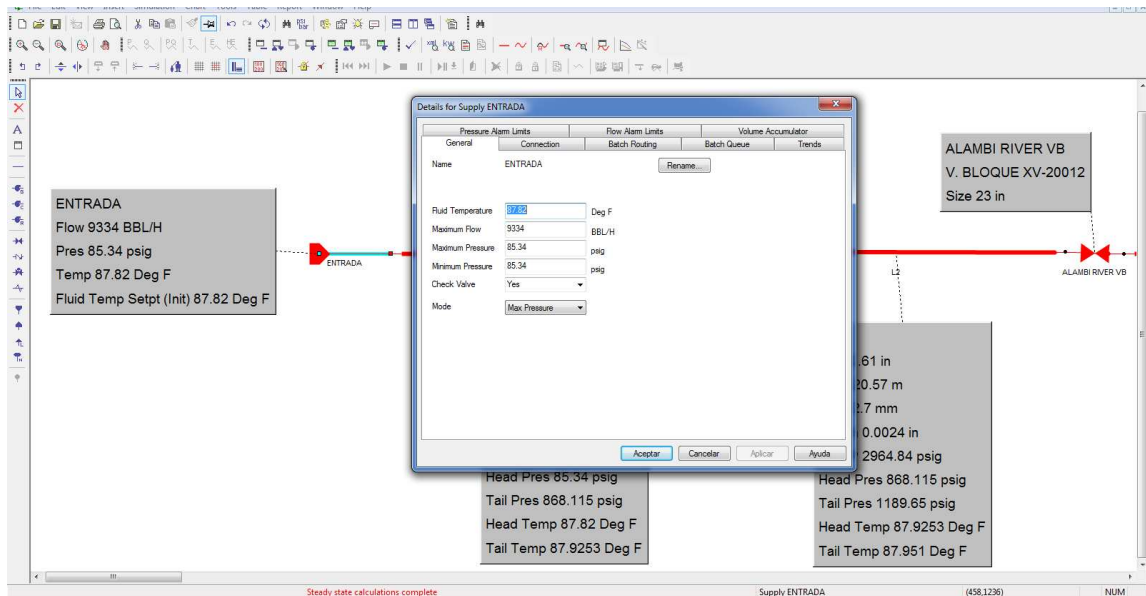 ENTRADA
Flow 9334 BBL/H
Pres 85.34 psig
Temp 87.82 Deg F
Fluid Temp Setpt (Init) 87.82 Deg F
ENTRADA
Details for Supply ENTRADA
Pressure Alarm Limits
Flow Alarm Limits
Volume Accumulator
General
Connection
Batch Routing
Batch Queue
Trends
Name ENTRADA Rename...
Fluid Temperature 87.82 Deg F
Maximum Flow 9334 BBL/H
Maximum Pressure 85.34 psig
Minimum Pressure 85.34 psig
Check Valve Yes
Mode Max Pressure
Aceptar Cancelar Aplicar Ayuda
ALAMBI RIVER VB
V. BLOQUE XV-20012
Size 23 in
L2
ALAMBI RIVER VB
Head Pres 85.34 psig
Tail Pres 868.115 psig
Head Temp 87.82 Deg F
Tail Temp 87.9253 Deg F
.61 in
20.57 m
2.7 mm
0.0024 in
2964.84 psig
Head Pres 868.115 psig
Tail Pres 1189.65 psig
Head Temp 87.9253 Deg F
Tail Temp 87.951 Deg F
Steady state calculations complete
Supply ENTRADA
(458,1236)
NUM